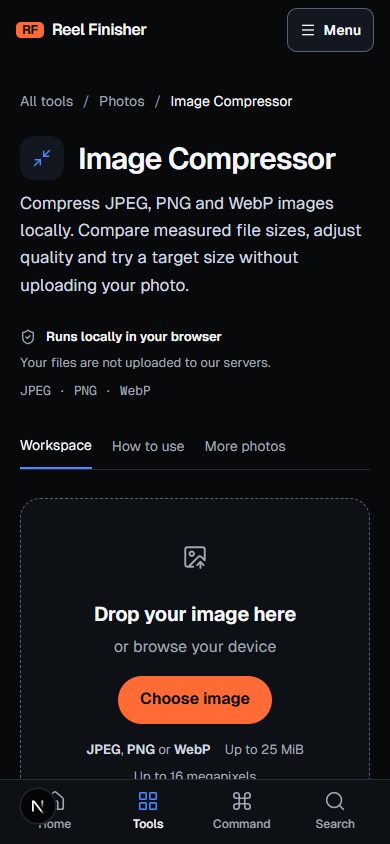 RF Reel Finisher
Menu
All tools / Photos / Image Compressor
Image Compressor
Compress JPEG, PNG and WebP images
locally. Compare measured file sizes, adjust
quality and try a target size without
uploading your photo.
Runs locally in your browser
Your files are not uploaded to our servers.
JPEG · PNG · WebP
Workspace
How to use
More photos
Drop your image here
or browse your device
Choose image
JPEG, PNG or WebP Up to 25 MiB
Up to 16 megapixels
N
Home
Tools
Command
Search